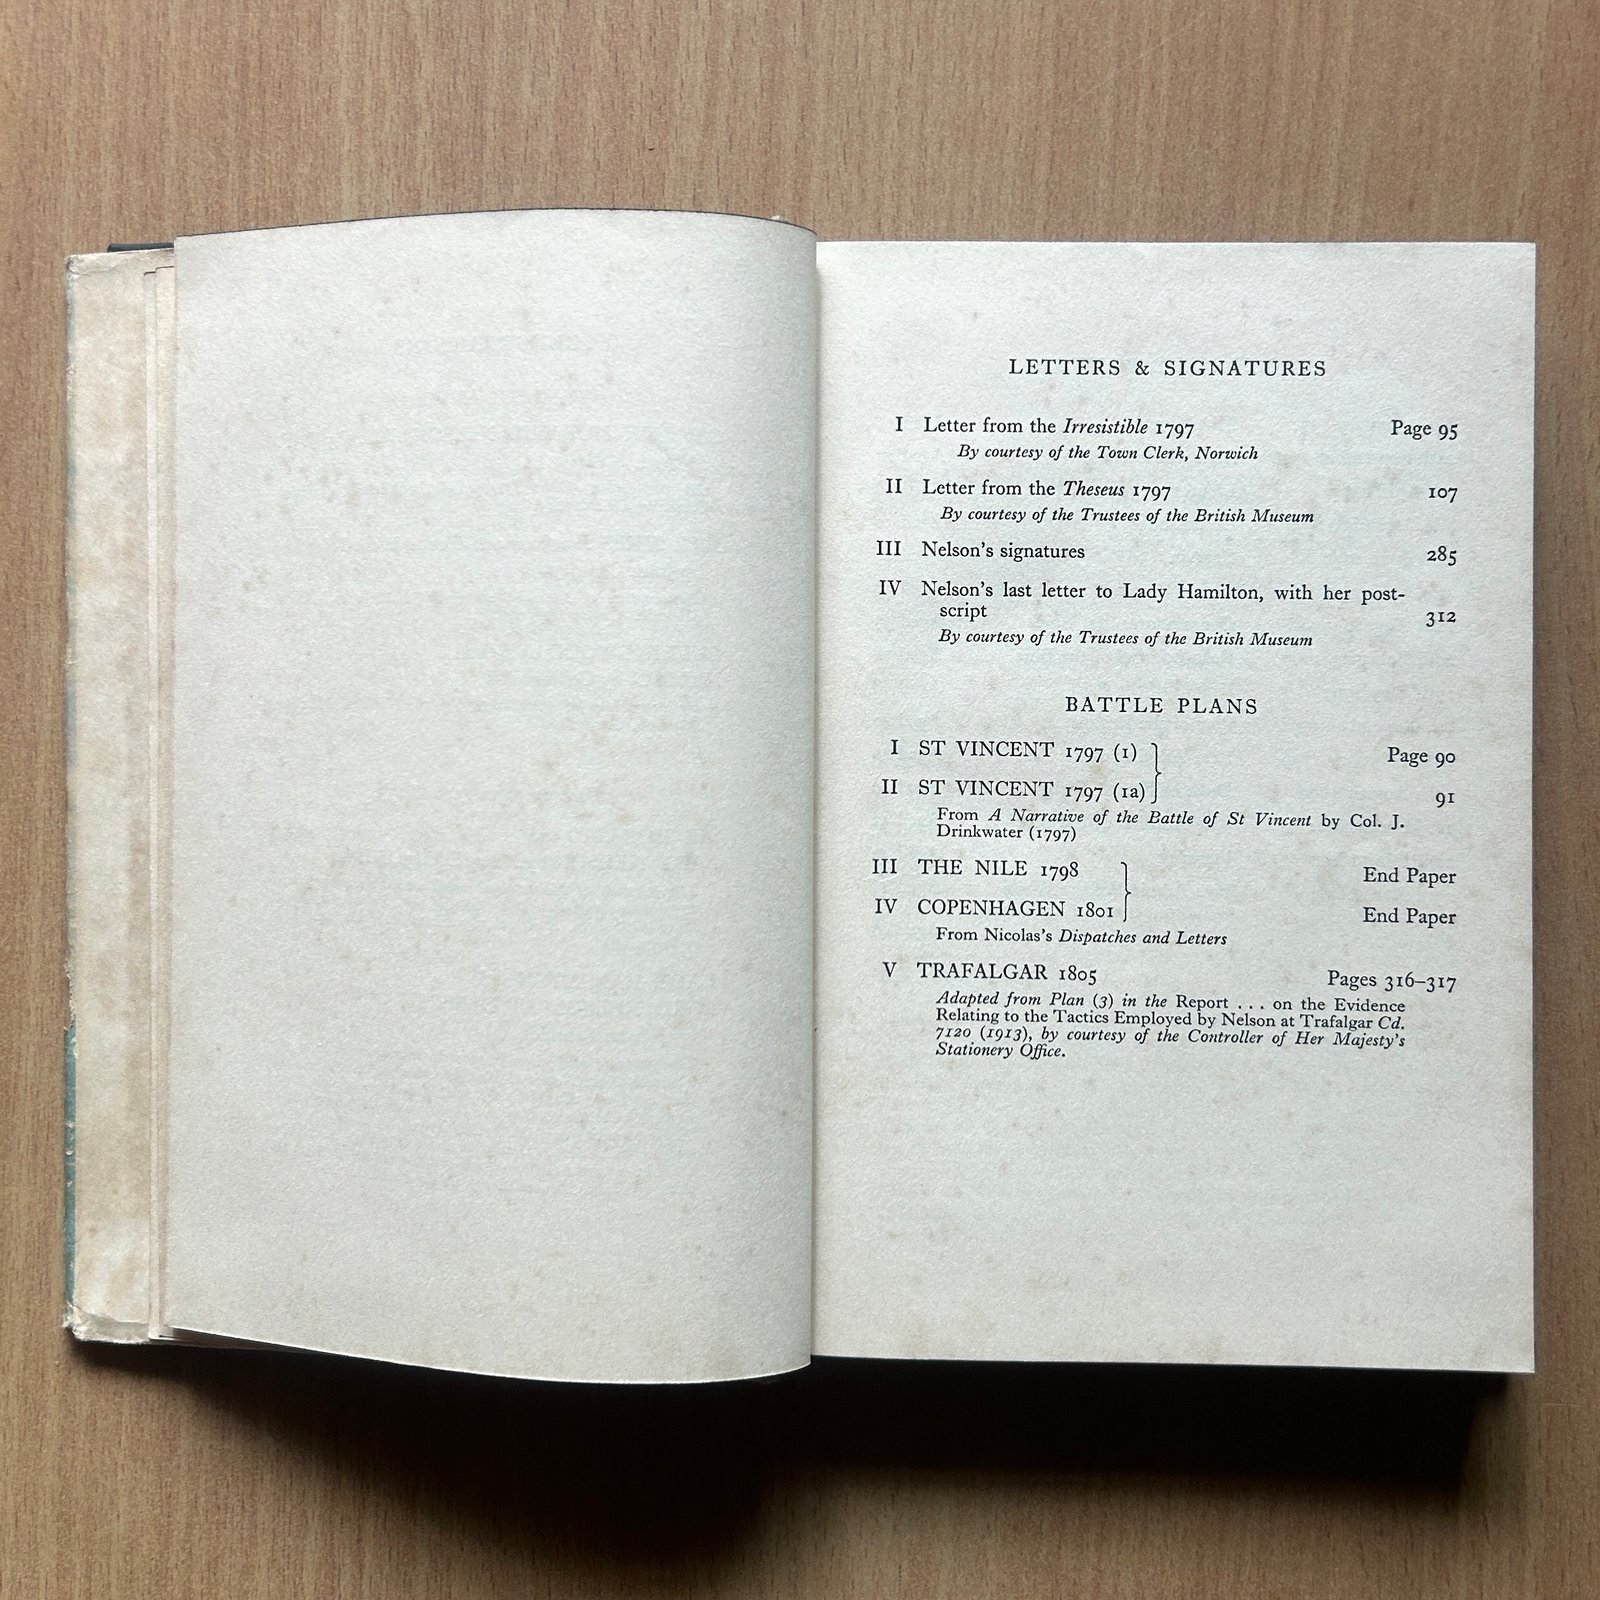 LETTERS & SIGNATURES
I Letter from the Irresistible 1797 Page 95
By courtesy of the Town Clerk, Norwich
II Letter from the Theseus 1797 107
By courtesy of the Trustees of the British Museum
III Nelson's signatures 285
IV Nelson's last letter to Lady Hamilton, with her post-
script 312
By courtesy of the Trustees of the British Museum
BATTLE PLANS
I ST VINCENT 1797 (1) Page 90
II ST VINCENT 1797 (1a) 91
From A Narrative of the Battle of St Vincent by Col. J.
Drinkwater (1797)
III THE NILE 1798 End Paper
IV COPENHAGEN 1801 End Paper
From Nicolas's Dispatches and Letters
V TRAFALGAR 1805 Pages 316–317
Adapted from Plan (3) in the Report . . . on the Evidence
Relating to the Tactics Employed by Nelson at Trafalgar Cd.
7120 (1913), by courtesy of the Controller of Her Majesty's
Stationery Office.